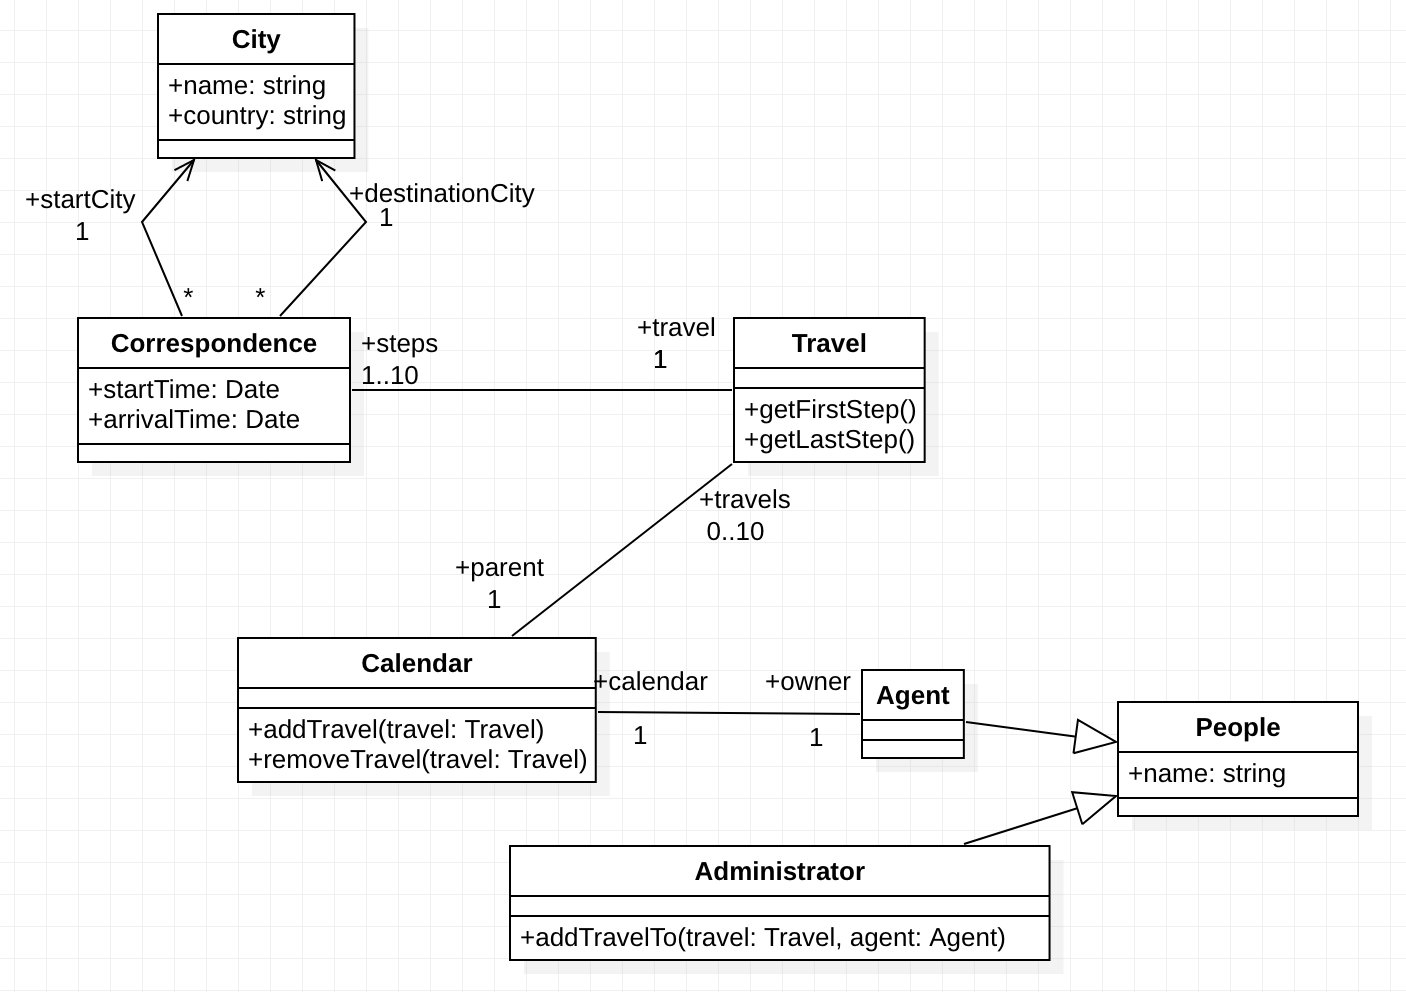 City
+name: string
+country: string
+startCity
1
+destinationCity
1
*
*
Correspondence
+startTime: Date
+arrivalTime: Date
+steps
1..10
+travel
1
Travel
+getFirstStep()
+getLastStep()
+travels
0..10
+parent
1
Calendar
+addTravel(travel: Travel)
+removeTravel(travel: Travel)
+calendar
1
+owner
1
Agent
People
+name: string
Administrator
+addTravelTo(travel: Travel, agent: Agent)